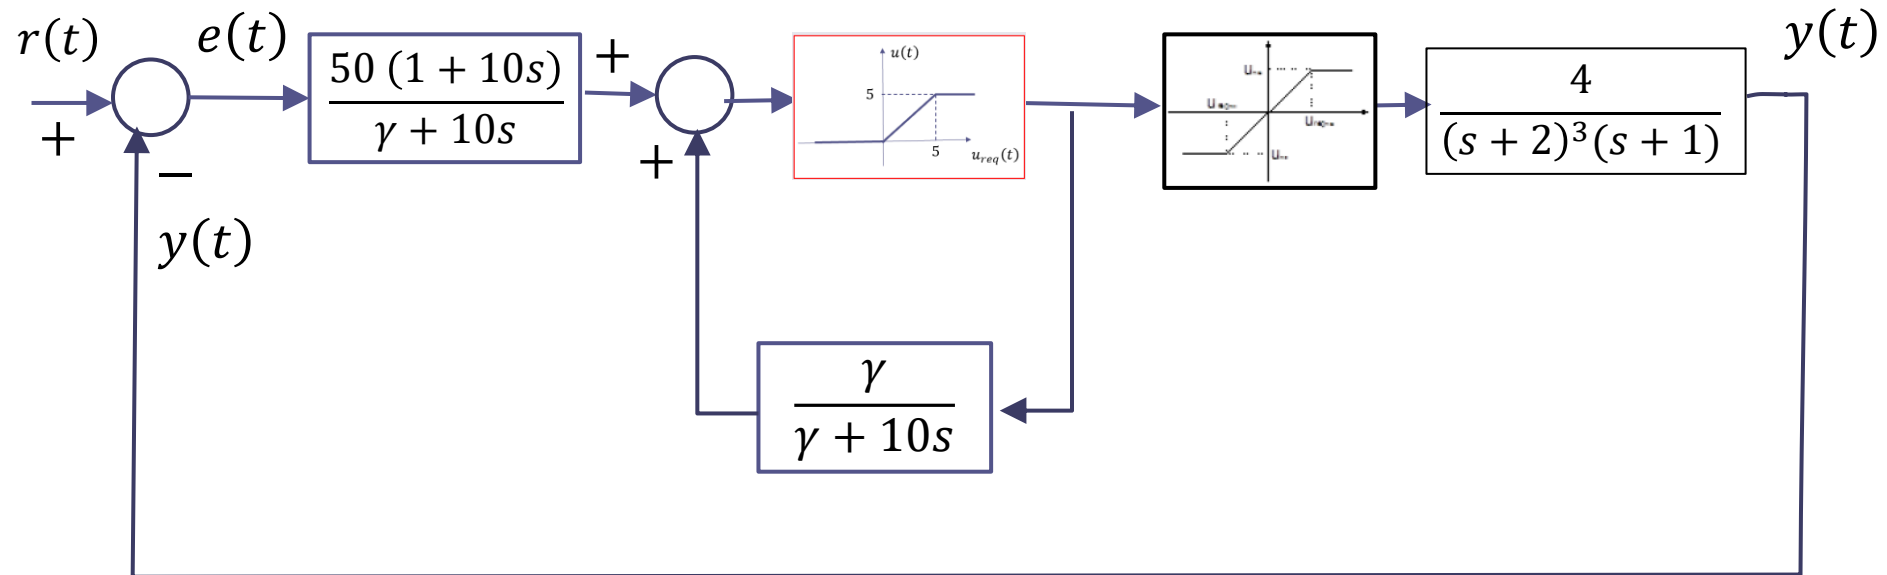 r(t)
e(t)
50 (1 + 10s)
γ + 10s
+
+
−
y(t)
+
u(t)
5
5
u_req(t)
4
(s + 2)³(s + 1)
y(t)
γ
γ + 10s